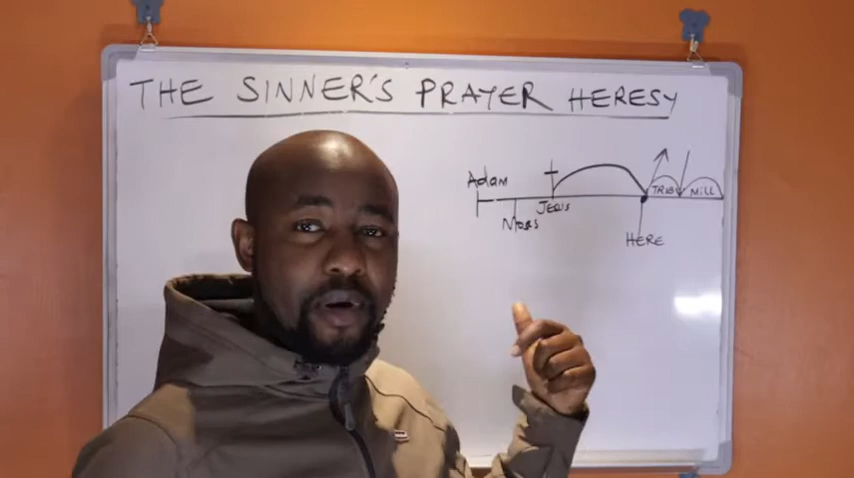 THE SINNER'S PRAYER HERESY
Adam
TRIB MILL
JESUS
Moses
HERE